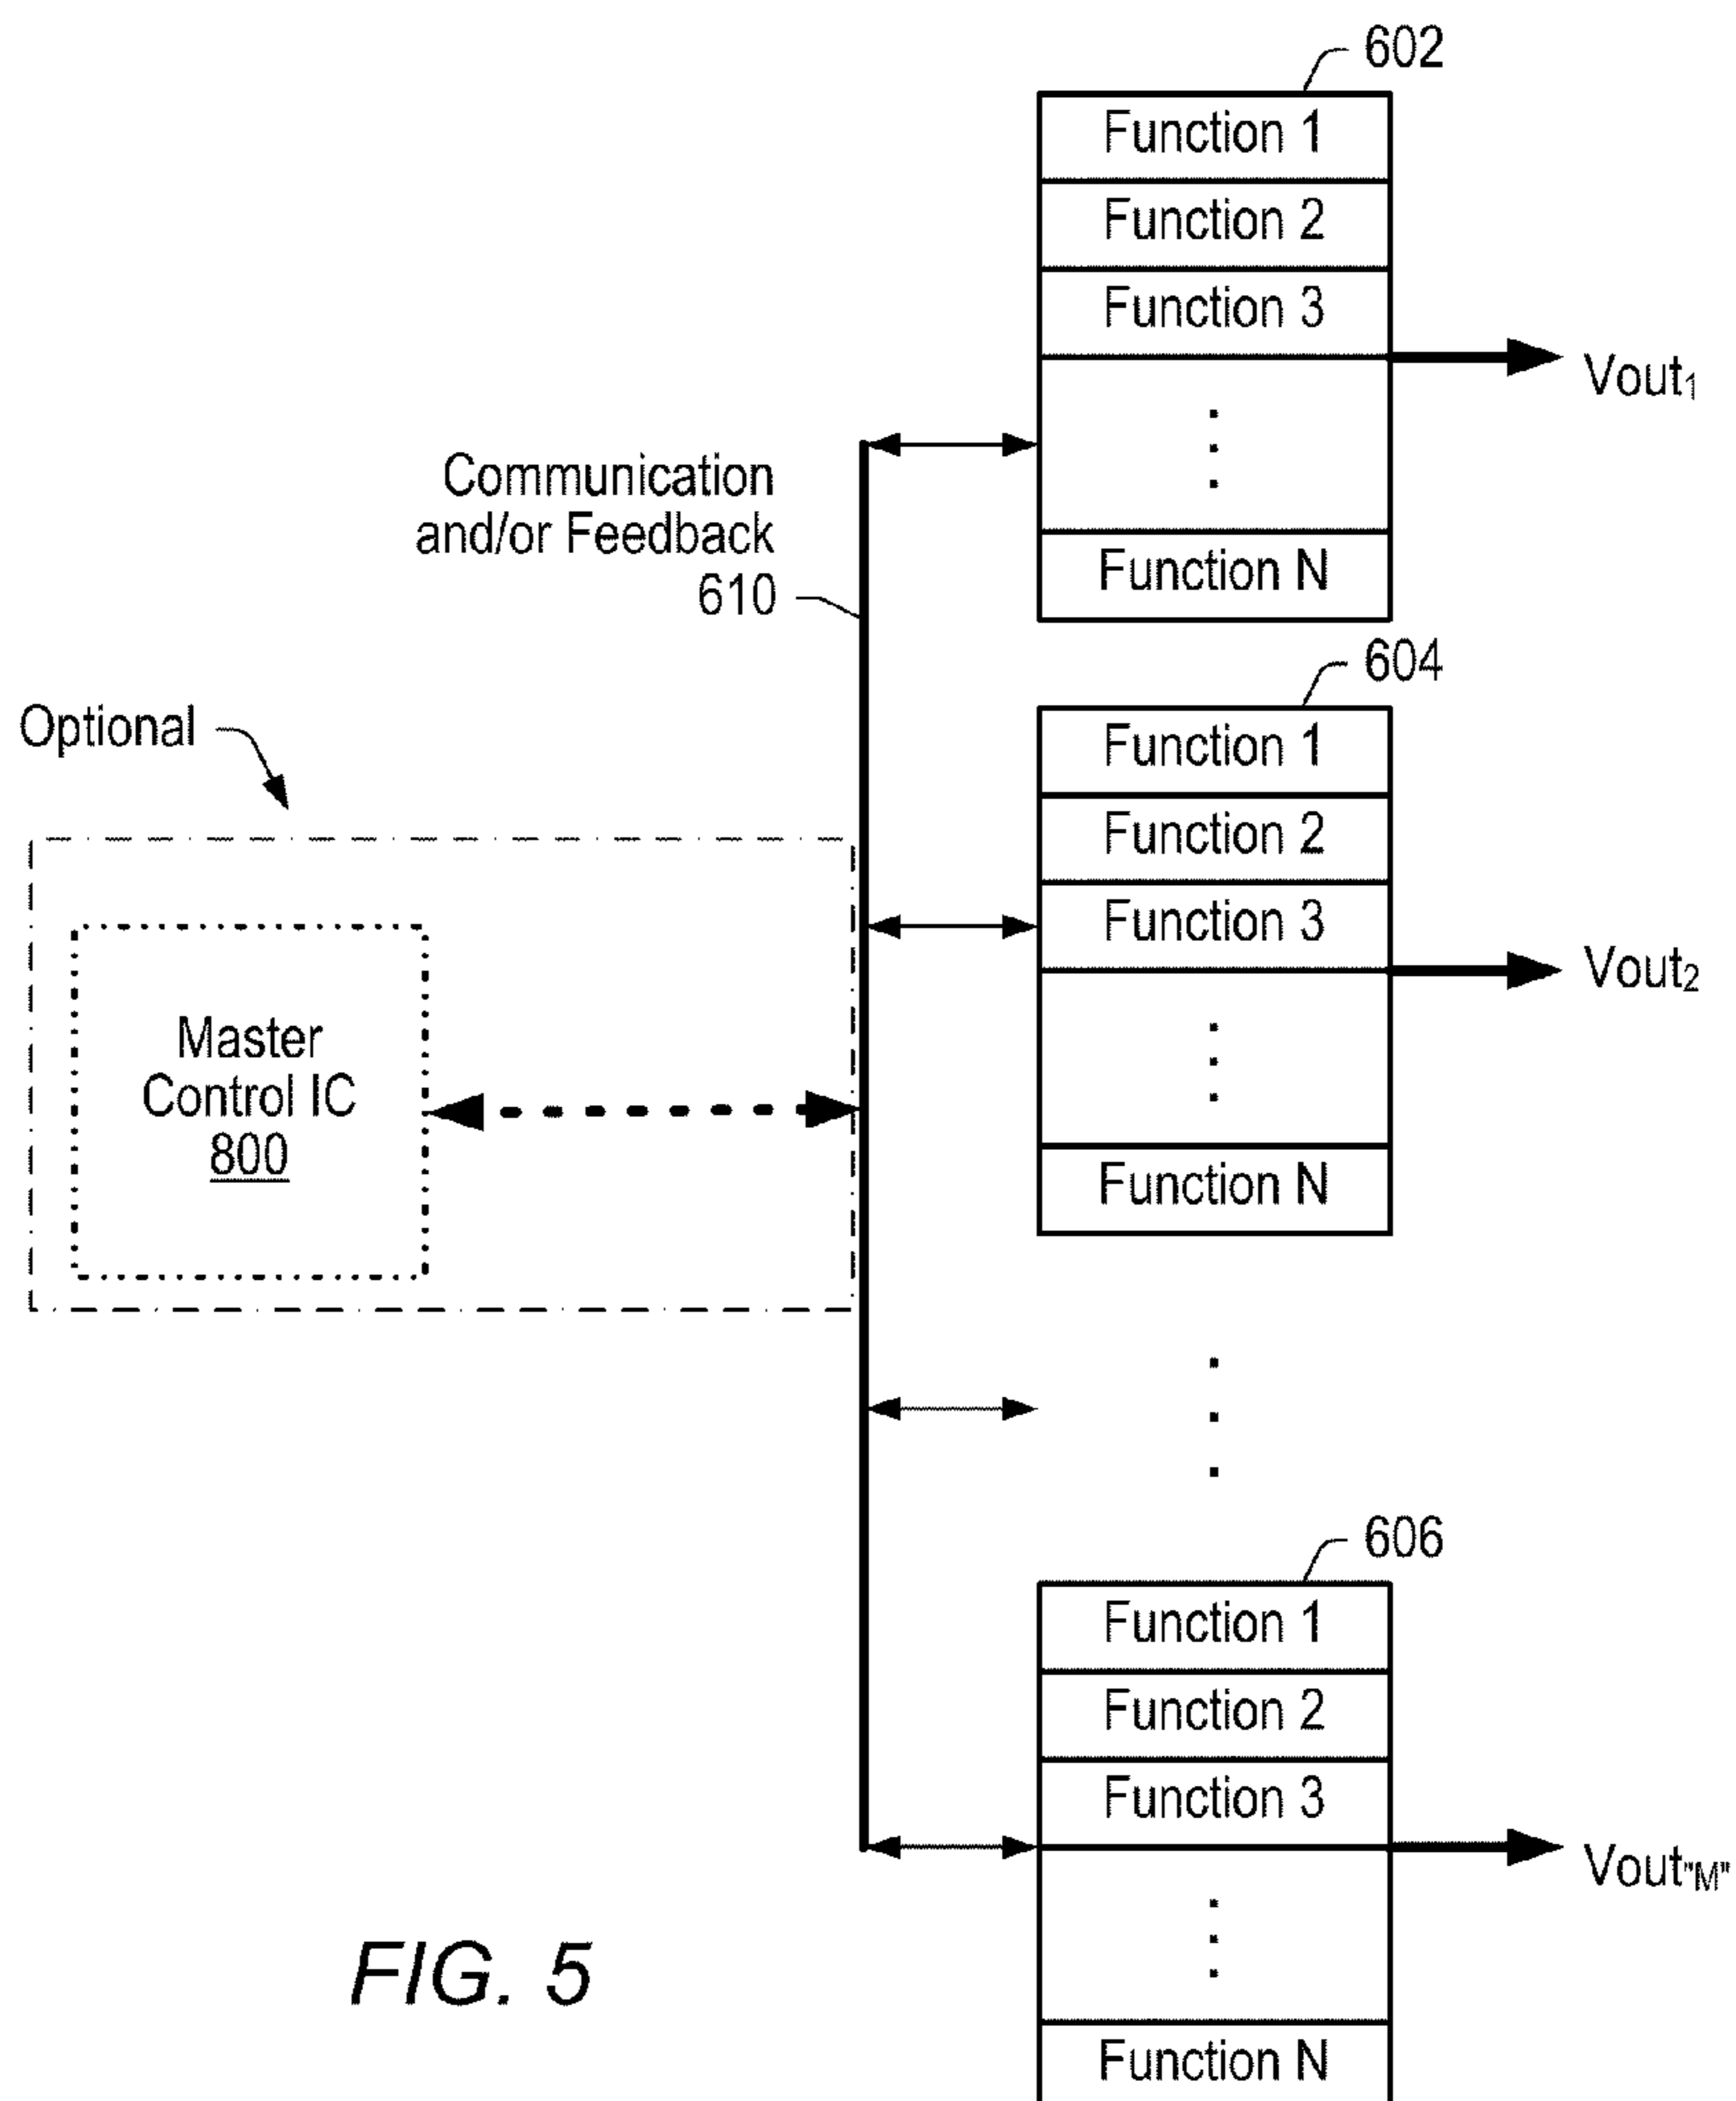 602
Function 1
Function 2
Function 3
Vout1
Communication
and/or Feedback
610
Function N
604
Optional
Function 1
Function 2
Function 3
Vout2
Master
Control IC
800
Function N
606
Function 1
Function 2
Function 3
Vout"M"
Function N
FIG. 5